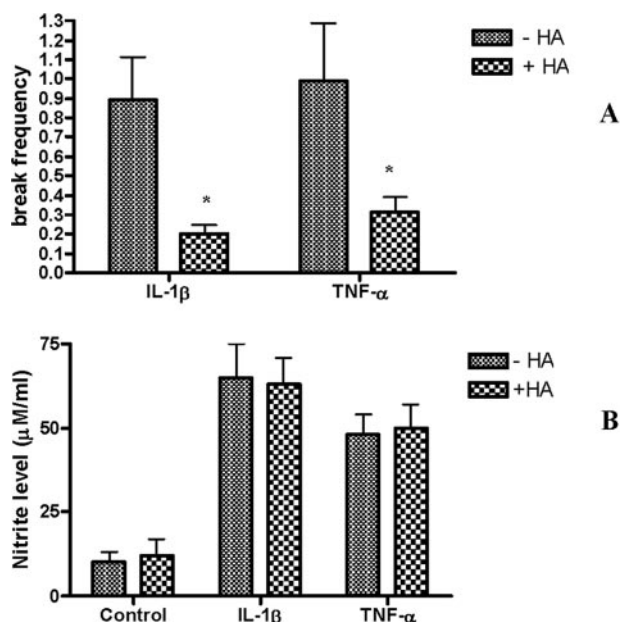 1.3
1.2
1.1
1.0
0.9
0.8
0.7
0.6
0.5
0.4
0.3
0.2
0.1
0.0
break frequency
*
*
IL-1β
TNF-α
- HA
+ HA
A
75
50
25
0
Nitrite level (μM/ml)
Control
IL-1β
TNF-α
- HA
+HA
B